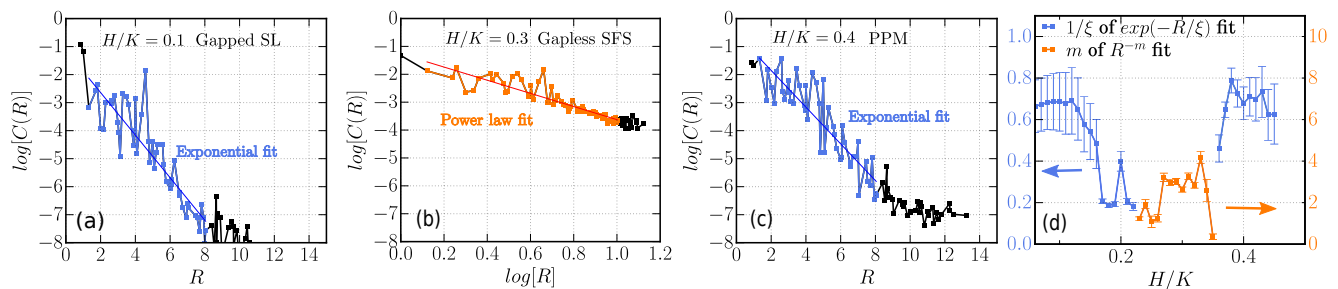 H/K = 0.1 Gapped SL
Exponential fit
(a)
log[C(R)]
0
−1
−2
−3
−4
−5
−6
−7
−8
0 2 4 6 8 10 12 14
R
H/K = 0.3 Gapless SFS
Power law fit
(b)
log[C(R)]
0
−1
−2
−3
−4
−5
−6
−7
−8
0.0 0.2 0.4 0.6 0.8 1.0 1.2
log[R]
H/K = 0.4 PPM
Exponential fit
(c)
log[C(R)]
0
−1
−2
−3
−4
−5
−6
−7
−8
0 2 4 6 8 10 12 14
R
1/ξ of exp(−R/ξ) fit
m of R⁻ᵐ fit
(d)
1.0
0.8
0.6
0.4
0.2
0.0
10
8
6
4
2
0
0.2 0.4
H/K